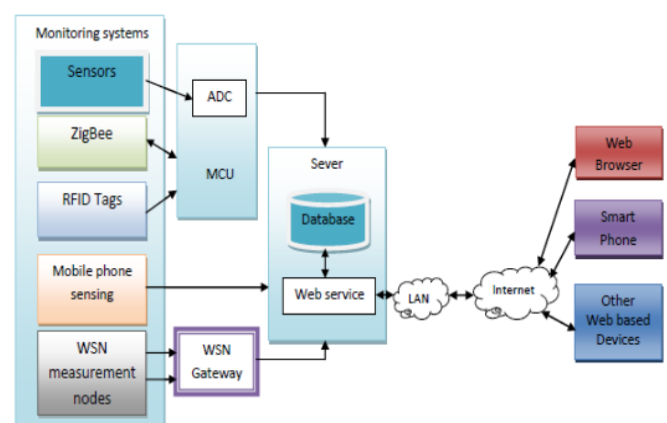 Monitoring systems
Sensors
ZigBee
RFID Tags
Mobile phone
sensing
WSN
measurement
nodes
ADC
MCU
WSN
Gateway
Sever
Database
Web service
LAN
Internet
Web
Browser
Smart
Phone
Other
Web based
Devices